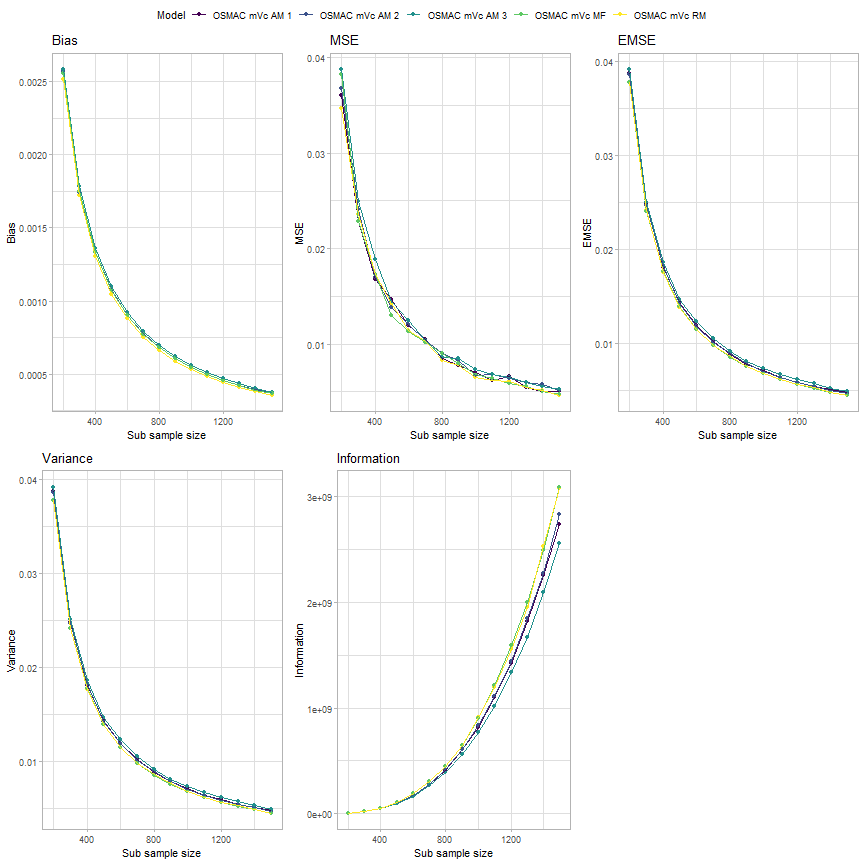 Model OSMAC mVc AM 1 OSMAC mVc AM 2 OSMAC mVc AM 3 OSMAC mVc MF OSMAC mVc RM
Bias
0.0025
0.0020
0.0015
0.0010
0.0005
Bias
400 800 1200
Sub sample size
MSE
0.04
0.03
0.02
0.01
MSE
400 800 1200
Sub sample size
EMSE
0.04
0.03
0.02
0.01
EMSE
400 800 1200
Sub sample size
Variance
0.04
0.03
0.02
0.01
Variance
400 800 1200
Sub sample size
Information
3e+09
2e+09
1e+09
0e+00
Information
400 800 1200
Sub sample size